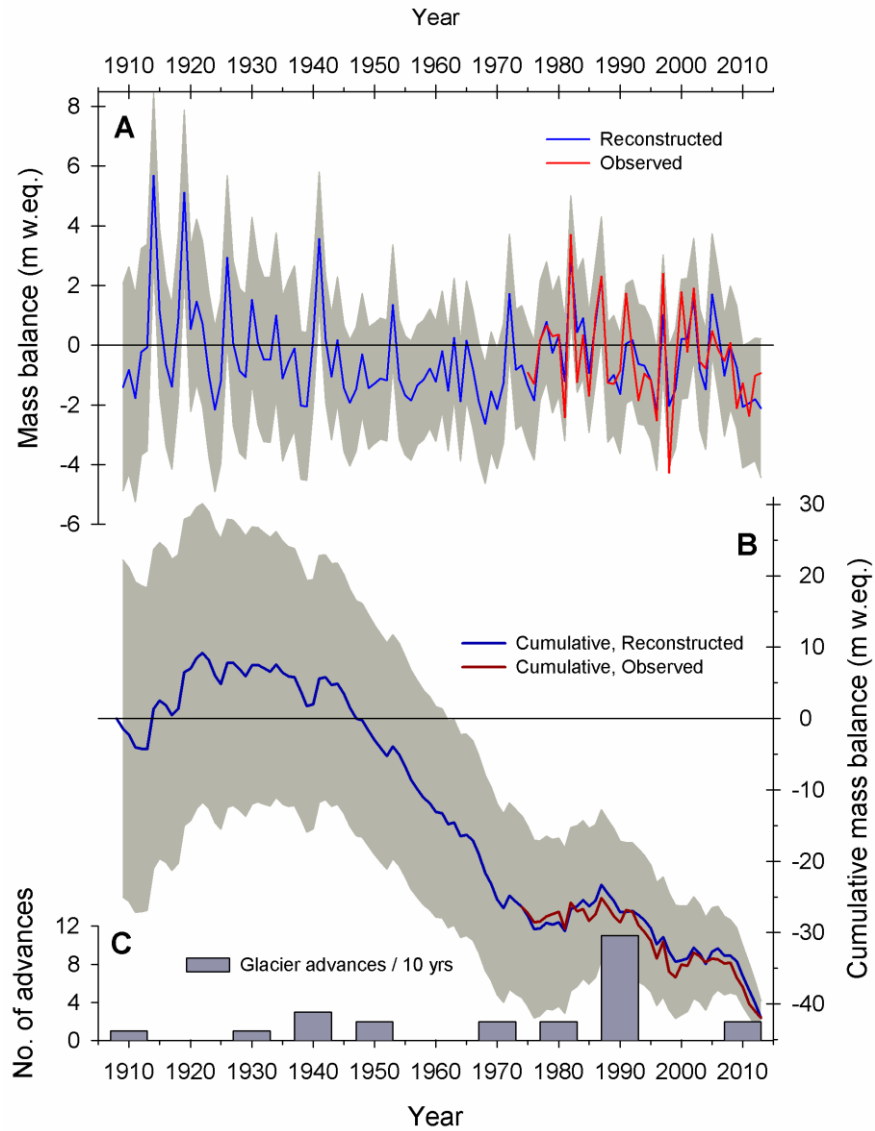 Year
1910 1920 1930 1940 1950 1960 1970 1980 1990 2000 2010
A
Reconstructed
Observed
Mass balance (m w.eq.)
8
6
4
2
0
-2
-4
-6
B
Cumulative, Reconstructed
Cumulative, Observed
Cumulative mass balance (m w.eq.)
30
20
10
0
-10
-20
-30
-40
C
Glacier advances / 10 yrs
No. of advances
12
8
4
0
1910 1920 1930 1940 1950 1960 1970 1980 1990 2000 2010
Year